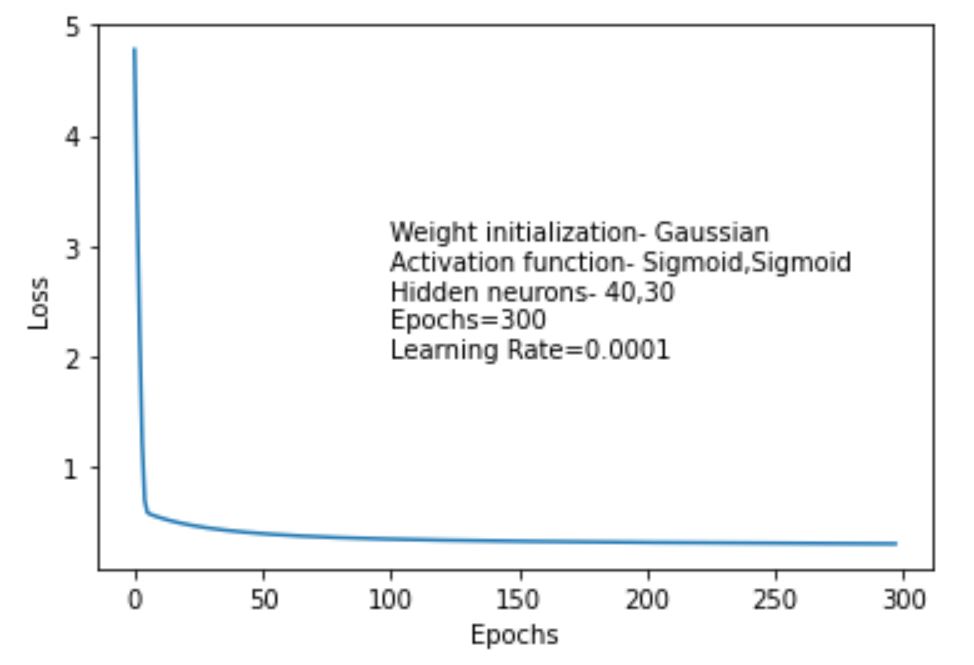 5
4
3
2
1
Loss
Weight initialization- Gaussian
Activation function- Sigmoid,Sigmoid
Hidden neurons- 40,30
Epochs=300
Learning Rate=0.0001
0 50 100 150 200 250 300
Epochs